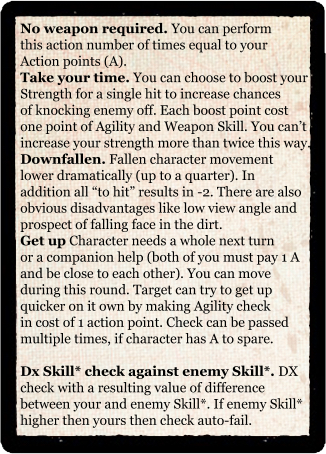 No weapon required. You can perform
this action number of times equal to your
Action points (A).
Take your time. You can choose to boost your
Strength for a single hit to increase chances
of knocking enemy off. Each boost point cost
one point of Agility and Weapon Skill. You can't
increase your strength more than twice this way.
Downfallen. Fallen character movement
lower dramatically (up to a quarter). In
addition all “to hit” results in -2. There are also
obvious disadvantages like low view angle and
prospect of falling face in the dirt.
Get up Character needs a whole next turn
or a companion help (both of you must pay 1 A
and be close to each other). You can move
during this round. Target can try to get up
quicker on it own by making Agility check
in cost of 1 action point. Check can be passed
multiple times, if character has A to spare.
Dx Skill* check against enemy Skill*. DX
check with a resulting value of difference
between your and enemy Skill*. If enemy Skill*
higher then yours then check auto-fail.